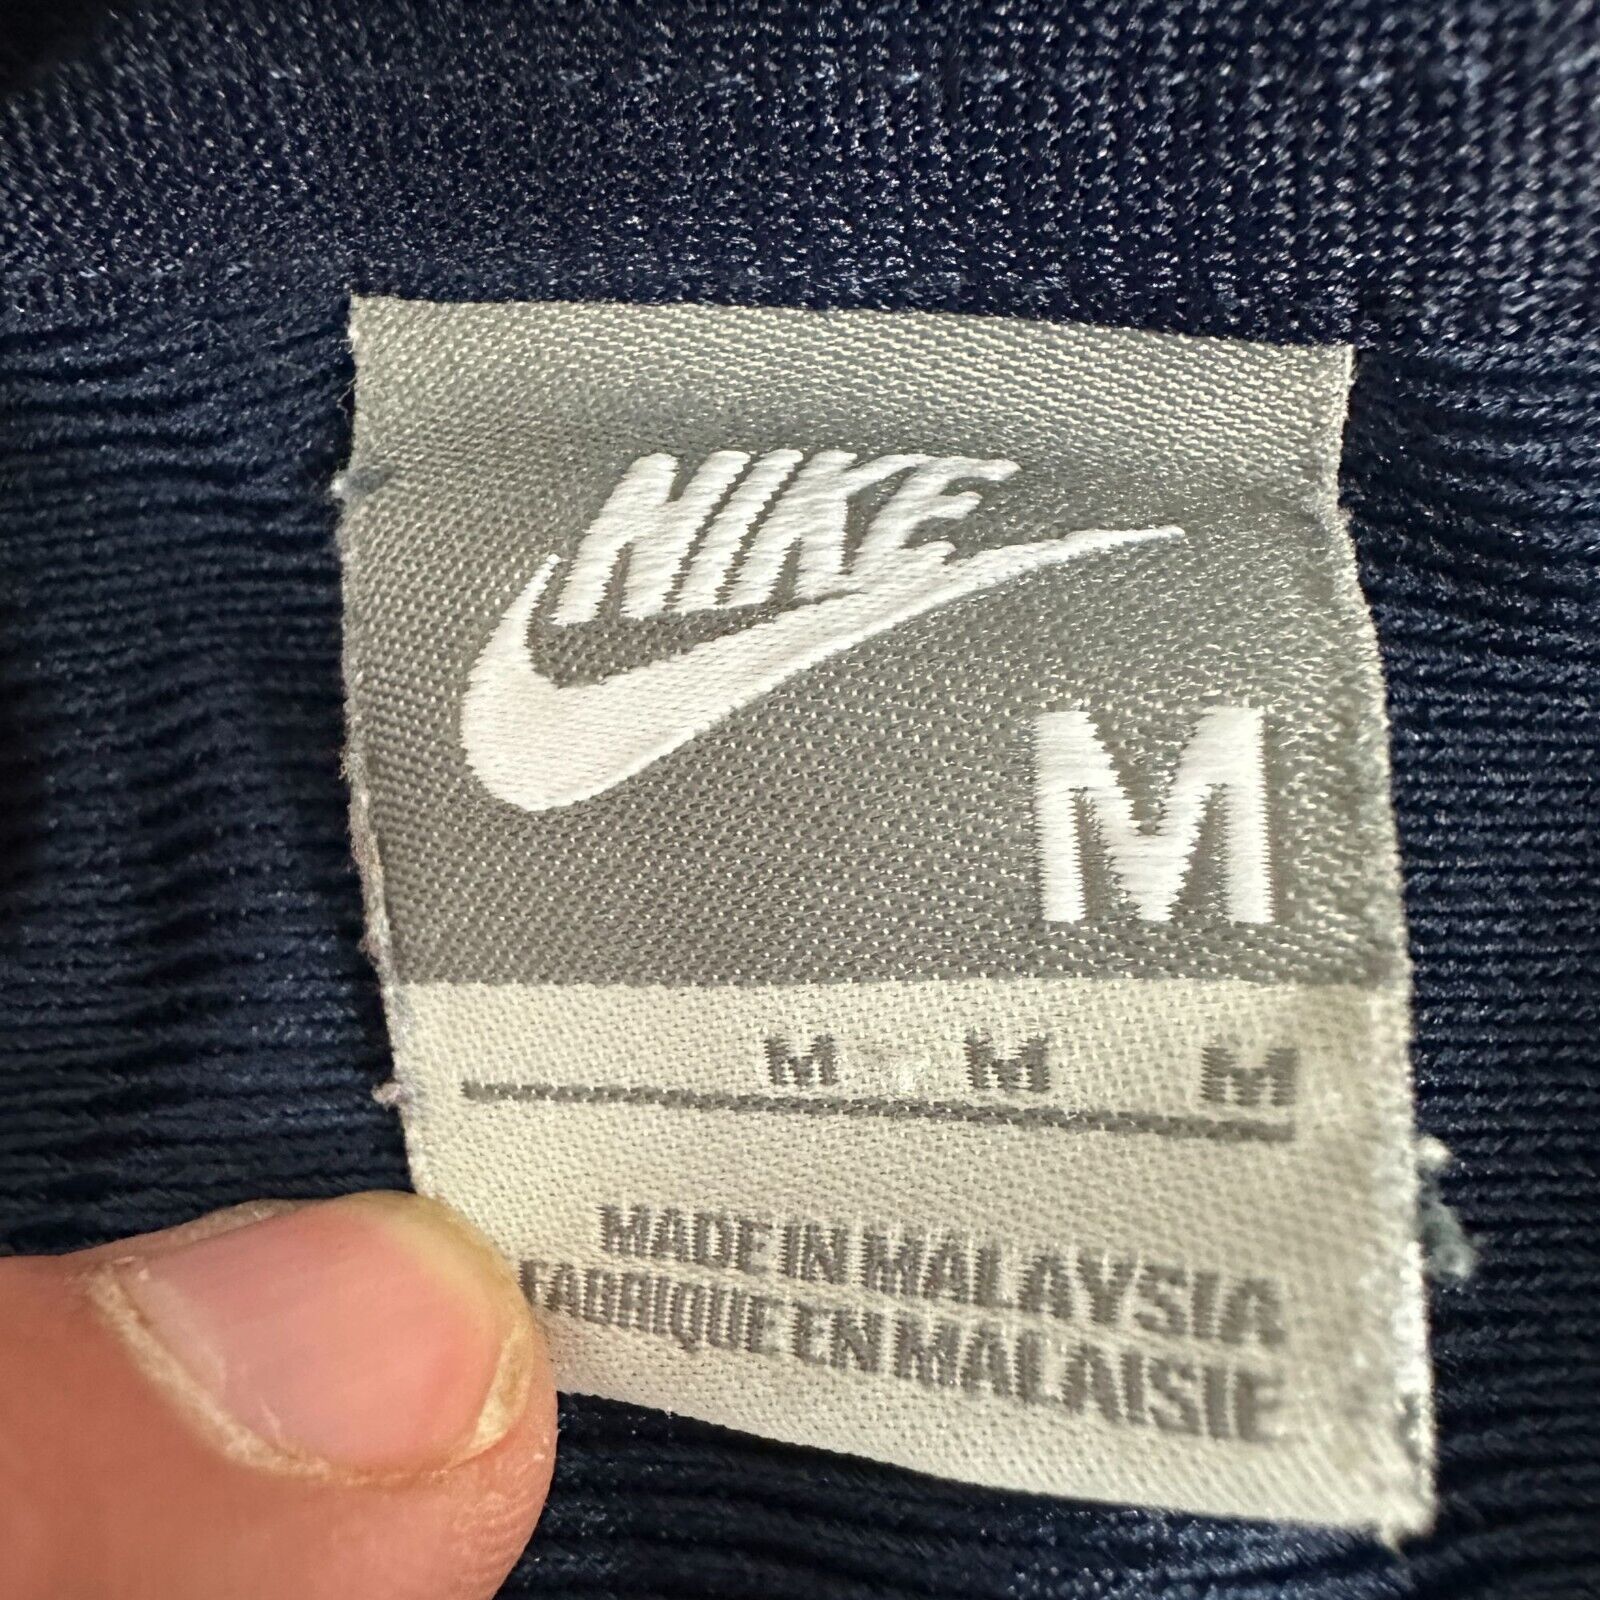 NIKE
M
M M M
MADE IN MALAYSIA
FABRIQUE EN MALAISIE